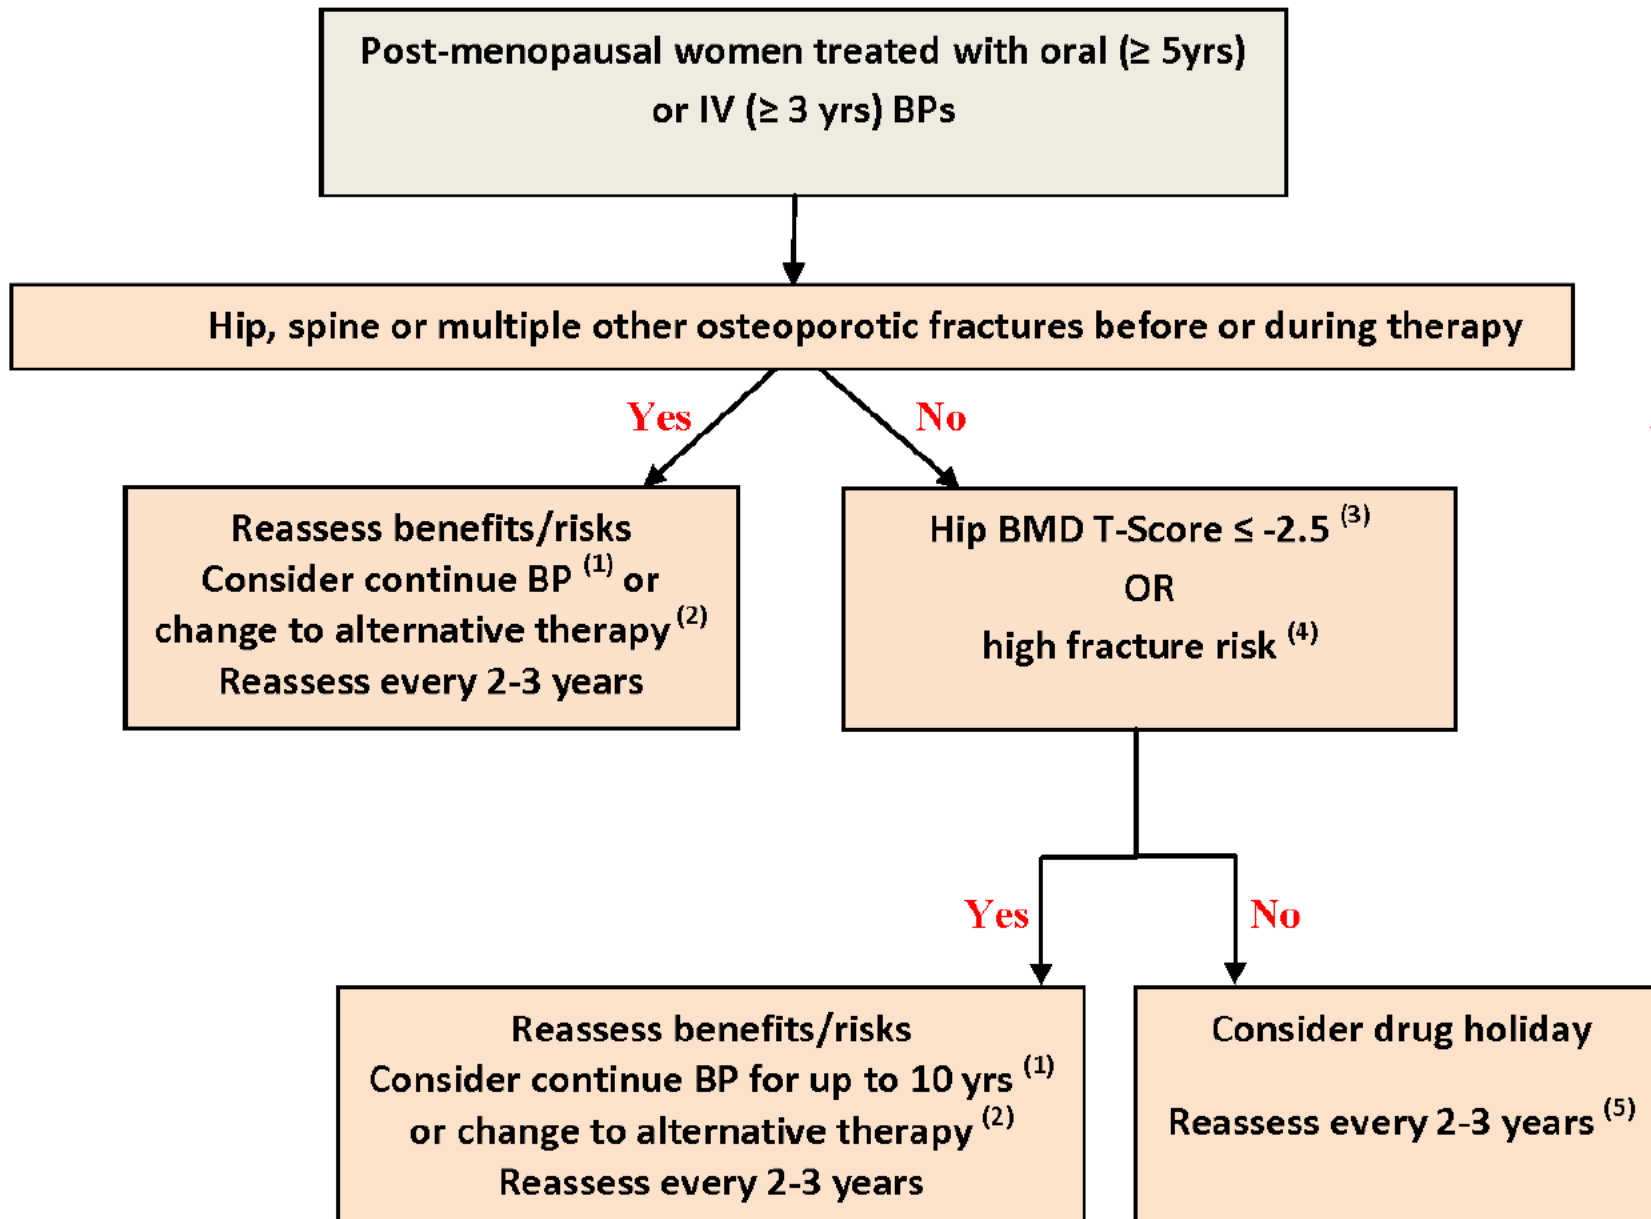 Post-menopausal women treated with oral (≥ 5yrs)
or IV (≥ 3 yrs) BPs
Hip, spine or multiple other osteoporotic fractures before or during therapy
Yes
No
Reassess benefits/risks
Consider continue BP (1) or
change to alternative therapy (2)
Reassess every 2-3 years
Hip BMD T-Score ≤ -2.5 (3)
OR
high fracture risk (4)
Yes
No
Reassess benefits/risks
Consider continue BP for up to 10 yrs (1)
or change to alternative therapy (2)
Reassess every 2-3 years
Consider drug holiday
Reassess every 2-3 years (5)